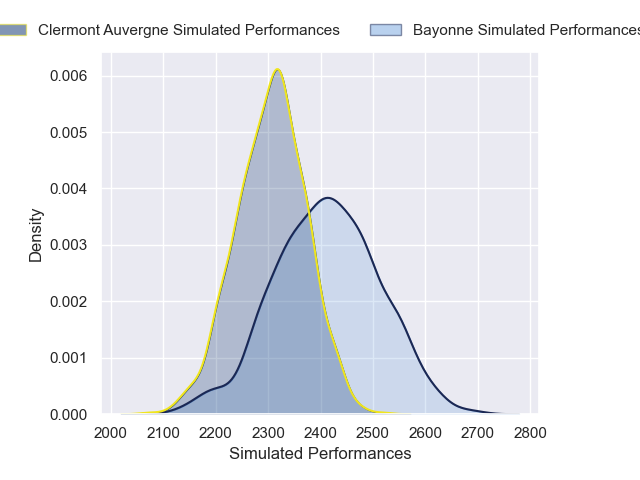 Clermont Auvergne Simulated Performances Bayonne Simulated Performances
0.006
0.005
0.004
0.003
0.002
0.001
0.000
Density
2000 2100 2200 2300 2400 2500 2600 2700 2800
Simulated Performances